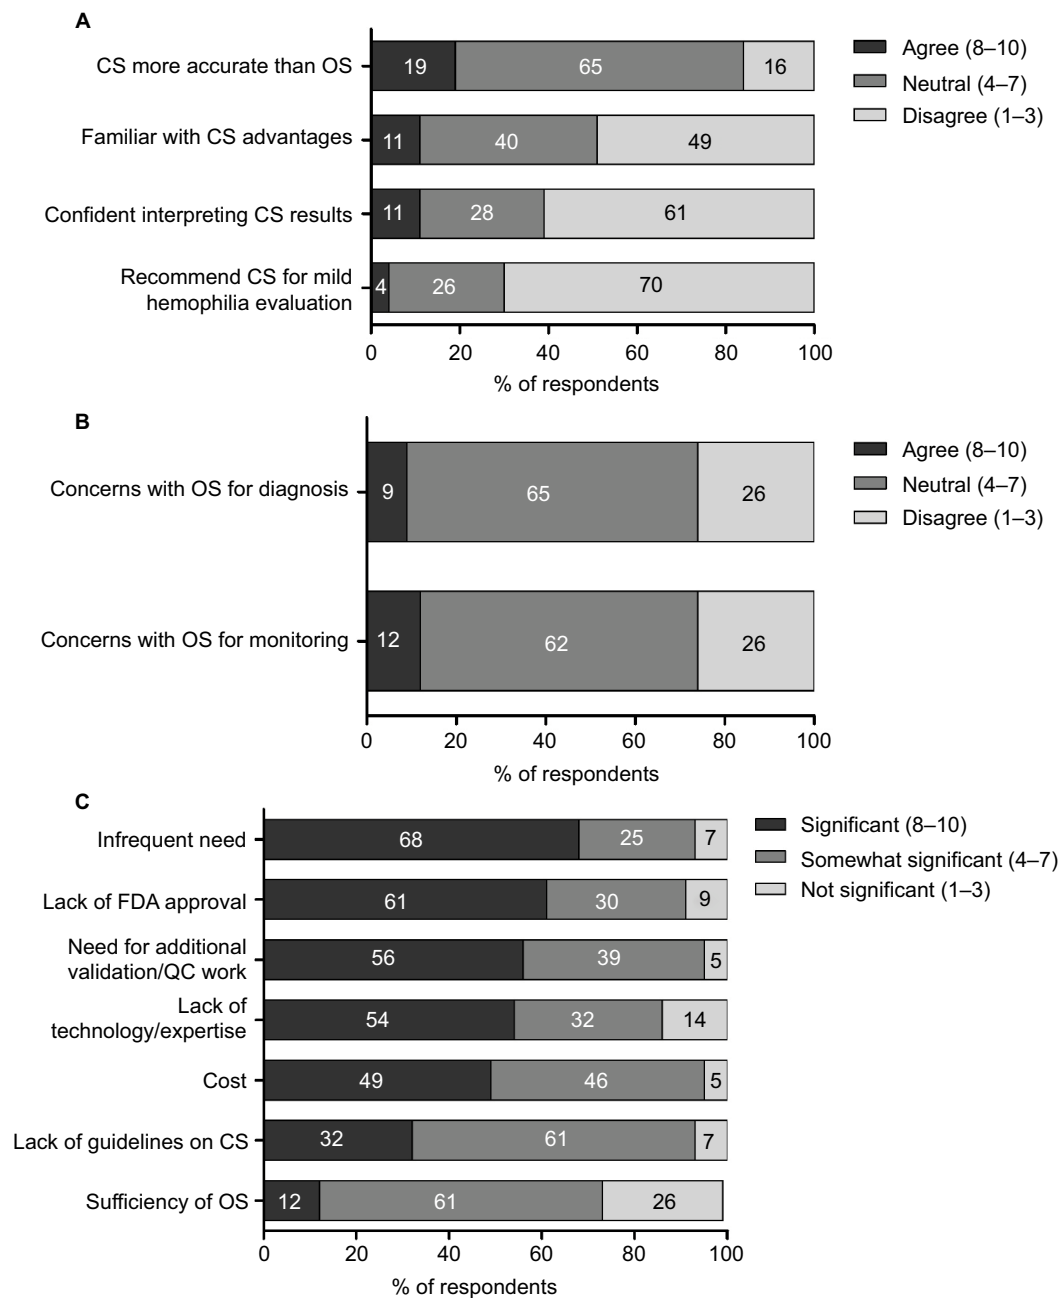 A
CS more accurate than OS
19 65 16
Familiar with CS advantages
11 40 49
Confident interpreting CS results
11 28 61
Recommend CS for mild
hemophilia evaluation
4 26 70
0 20 40 60 80 100
% of respondents
Agree (8–10)
Neutral (4–7)
Disagree (1–3)
B
Concerns with OS for diagnosis
9 65 26
Concerns with OS for monitoring
12 62 26
0 20 40 60 80 100
% of respondents
Agree (8–10)
Neutral (4–7)
Disagree (1–3)
C
Infrequent need
68 25 7
Lack of FDA approval
61 30 9
Need for additional
validation/QC work
56 39 5
Lack of
technology/expertise
54 32 14
Cost
49 46 5
Lack of guidelines on CS
32 61 7
Sufficiency of OS
12 61 26
0 20 40 60 80 100
% of respondents
Significant (8–10)
Somewhat significant (4–7)
Not significant (1–3)